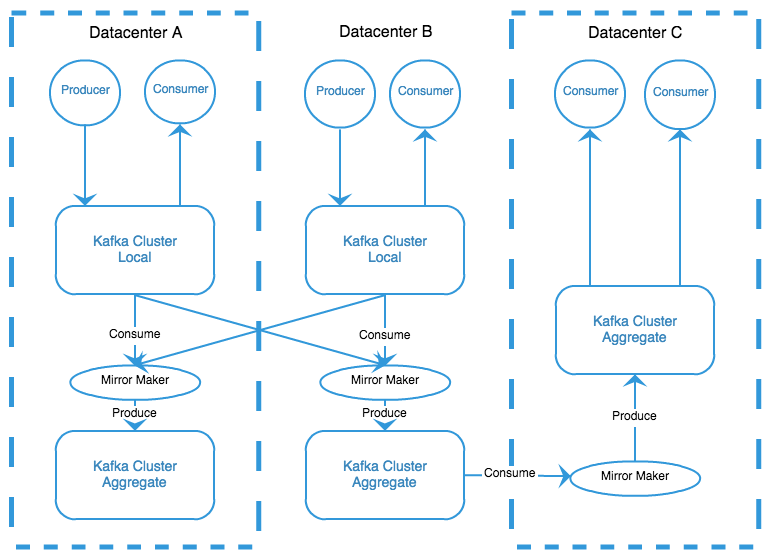 Datacenter A
Datacenter B
Datacenter C
Producer
Consumer
Producer
Consumer
Consumer
Consumer
Kafka Cluster
Local
Kafka Cluster
Local
Kafka Cluster
Aggregate
Consume
Consume
Mirror Maker
Mirror Maker
Produce
Produce
Produce
Kafka Cluster
Aggregate
Kafka Cluster
Aggregate
Consume
Mirror Maker